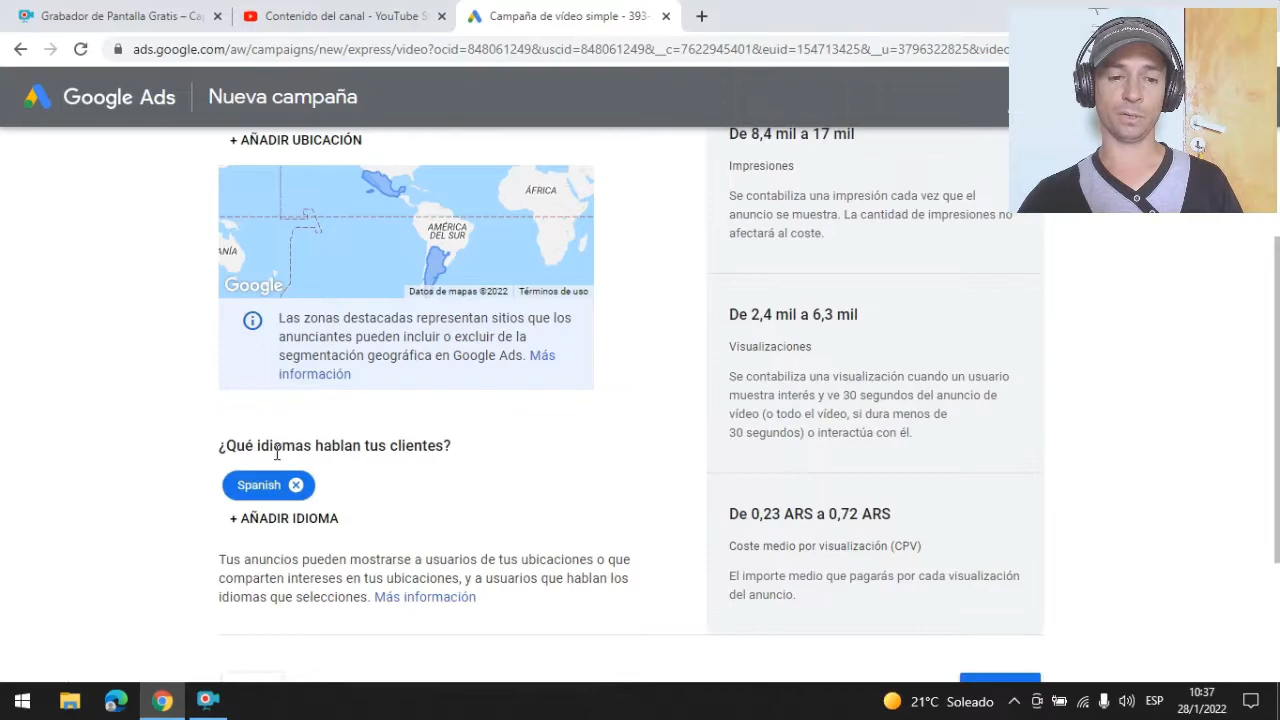 Grabador de Pantalla Gratis – Ca
Contenido del canal - YouTube S
Campaña de vídeo simple - 393-
ads.google.com/aw/campaigns/new/express/video?ocid=848061249&uscid=848061249&__c=7622945401&euid=154713425&__u=3796322825&video
Google Ads
Nueva campaña
+ AÑADIR UBICACIÓN
ÁFRICA
AMÉRICA
DEL SUR
ANÍA
Google
Datos de mapas ©2022
Términos de uso
Las zonas destacadas representan sitios que los
anunciantes pueden incluir o excluir de la
segmentación geográfica en Google Ads. Más
información
¿Qué idiomas hablan tus clientes?
Spanish
+ AÑADIR IDIOMA
Tus anuncios pueden mostrarse a usuarios de tus ubicaciones o que
comparten intereses en tus ubicaciones, y a usuarios que hablan los
idiomas que selecciones. Más información
De 8,4 mil a 17 mil
Impresiones
Se contabiliza una impresión cada vez que el
anuncio se muestra. La cantidad de impresiones no
afectará al coste.
De 2,4 mil a 6,3 mil
Visualizaciones
Se contabiliza una visualización cuando un usuario
muestra interés y ve 30 segundos del anuncio de
vídeo (o todo el vídeo, si dura menos de
30 segundos) o interactúa con él.
De 0,23 ARS a 0,72 ARS
Coste medio por visualización (CPV)
El importe medio que pagarás por cada visualización
del anuncio.
21°C Soleado
ESP
10:37
28/1/2022